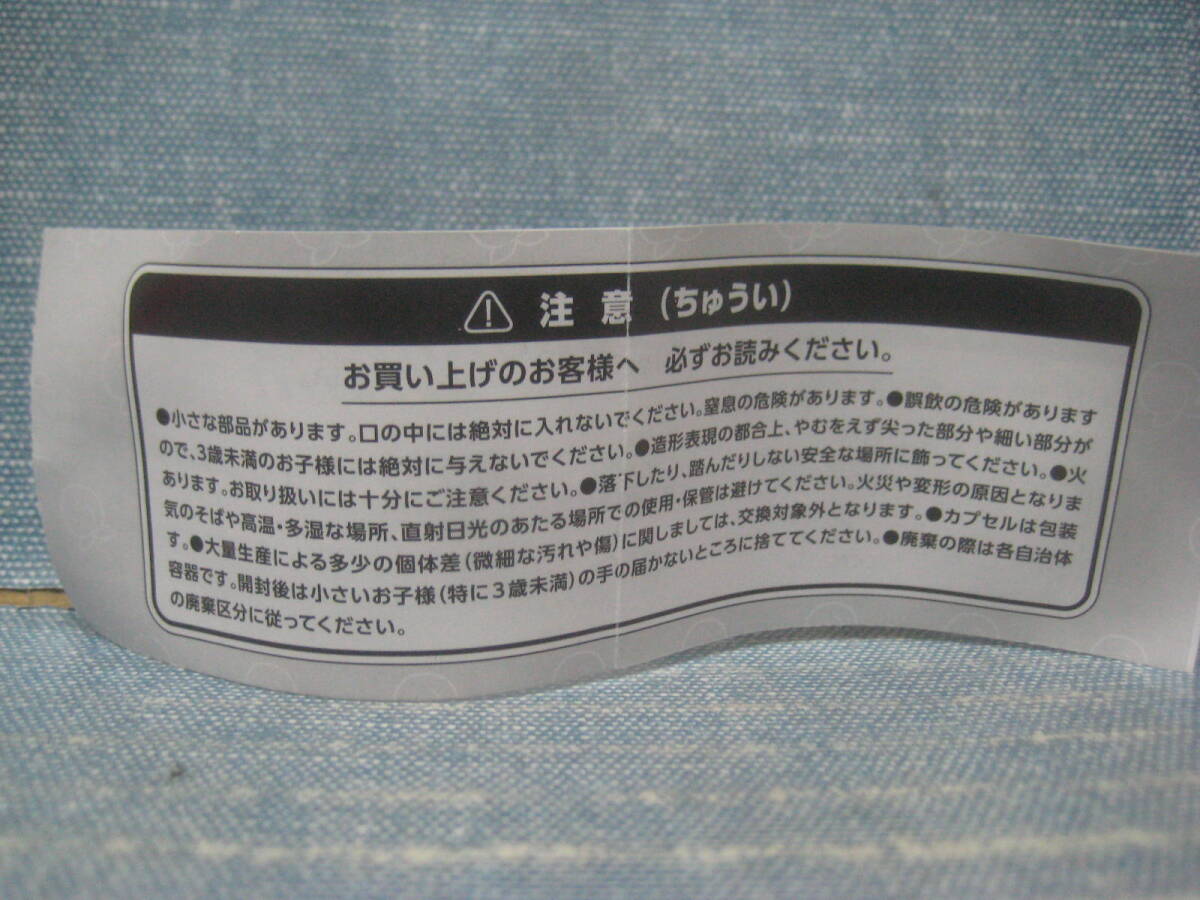 注意(ちゅうい)
お買い上げのお客様へ 必ずお読みください。
●小さな部品があります。口の中には絶対に入れないでください。窒息の危険があります。●誤飲の危険があります
ので、3歳未満のお子様には絶対に与えないでください。●造形表現の都合上、やむをえず尖った部分や細い部分が
あります。お取り扱いには十分にご注意ください。●落下したり、踏んだりしない安全な場所に飾ってください。●火
気のそばや高温・多湿な場所、直射日光のあたる場所での使用・保管は避けてください。火災や変形の原因となりま
す。●大量生産による多少の個体差(微細な汚れや傷)に関しましては、交換対象外となります。●カプセルは包装
容器です。開封後は小さいお子様(特に3歳未満)の手の届かないところに捨ててください。●廃棄の際は各自治体
の廃棄区分に従ってください。